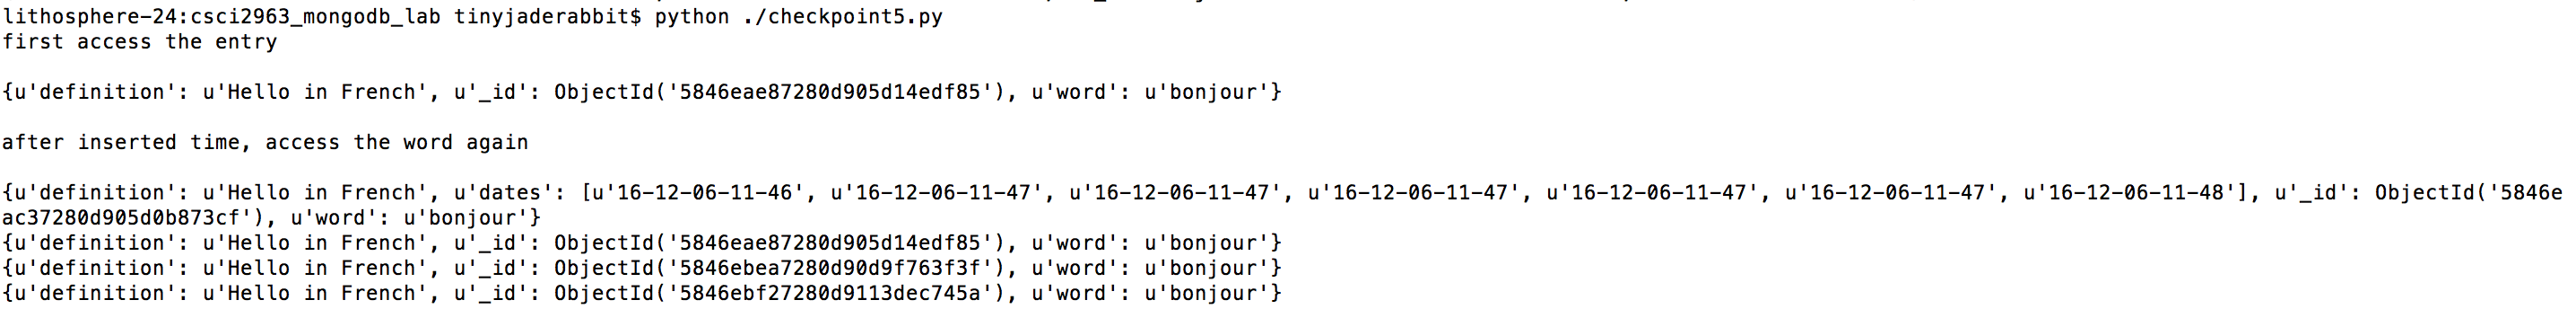 lithosphere-24:csci2963_mongodb_lab tinyjaderabbit$ python ./checkpoint5.py
first access the entry
{u'definition': u'Hello in French', u'_id': ObjectId('5846eae87280d905d14edf85'), u'word': u'bonjour'}
after inserted time, access the word again
{u'definition': u'Hello in French', u'dates': [u'16-12-06-11-46', u'16-12-06-11-47', u'16-12-06-11-47', u'16-12-06-11-47', u'16-12-06-11-47', u'16-12-06-11-47', u'16-12-06-11-48'], u'_id': ObjectId('5846e
ac37280d905d0b873cf'), u'word': u'bonjour'}
{u'definition': u'Hello in French', u'_id': ObjectId('5846eae87280d905d14edf85'), u'word': u'bonjour'}
{u'definition': u'Hello in French', u'_id': ObjectId('5846ebea7280d90d9f763f3f'), u'word': u'bonjour'}
{u'definition': u'Hello in French', u'_id': ObjectId('5846ebf27280d9113dec745a'), u'word': u'bonjour'}